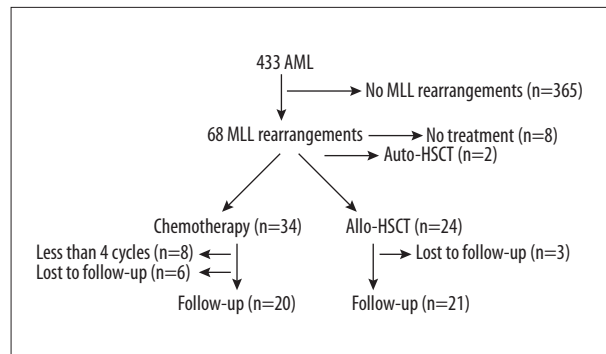 433 AML
No MLL rearrangements (n=365)
68 MLL rearrangements
No treatment (n=8)
Auto-HSCT (n=2)
Chemotherapy (n=34)
Allo-HSCT (n=24)
Less than 4 cycles (n=8)
Lost to follow-up (n=6)
Lost to follow-up (n=3)
Follow-up (n=20)
Follow-up (n=21)